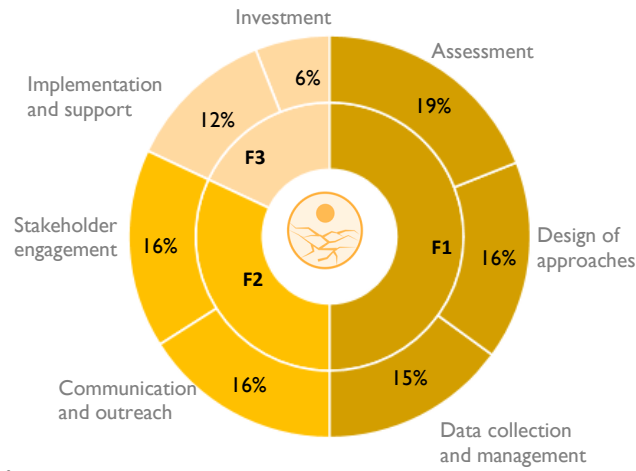 Investment
Assessment
6%
19%
Implementation
and support
12%
F3
Stakeholder
engagement
16%
F2
F1
16%
Design of
approaches
Communication
and outreach
16%
15%
Data collection
and management